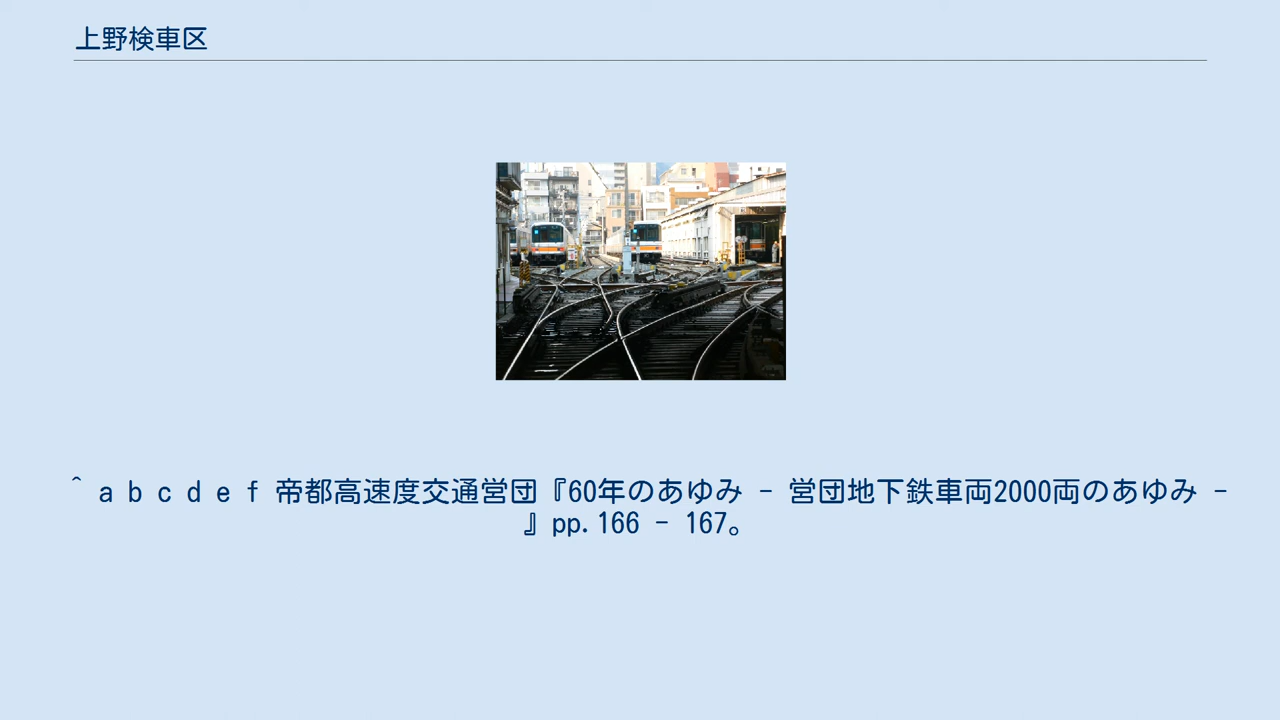 上野検車区
^ a b c d e f 帝都高速度交通営団『60年のあゆみ - 営団地下鉄車両2000両のあゆみ -
』pp.166 - 167。